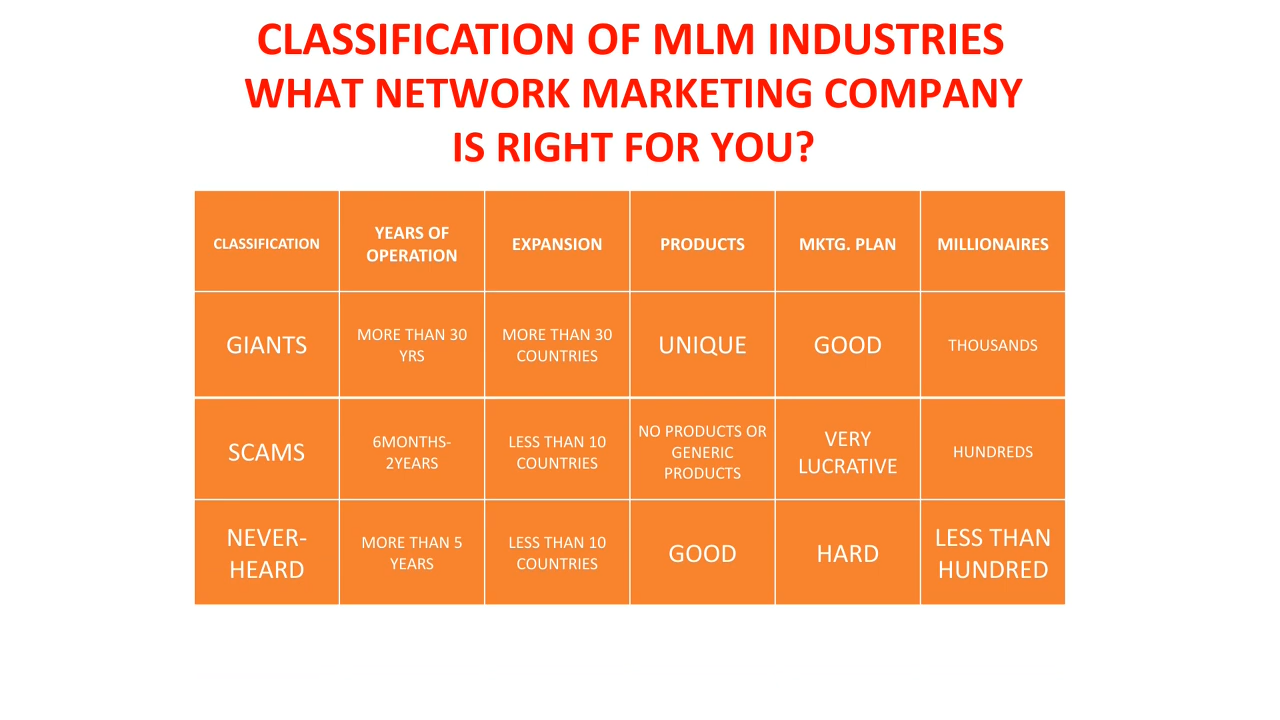 CLASSIFICATION OF MLM INDUSTRIES
WHAT NETWORK MARKETING COMPANY
IS RIGHT FOR YOU?
CLASSIFICATION
YEARS OF
OPERATION
EXPANSION
PRODUCTS
MKTG. PLAN
MILLIONAIRES
GIANTS
MORE THAN 30
YRS
MORE THAN 30
COUNTRIES
UNIQUE
GOOD
THOUSANDS
SCAMS
6MONTHS-
2YEARS
LESS THAN 10
COUNTRIES
NO PRODUCTS OR
GENERIC
PRODUCTS
VERY
LUCRATIVE
HUNDREDS
NEVER-
HEARD
MORE THAN 5
YEARS
LESS THAN 10
COUNTRIES
GOOD
HARD
LESS THAN
HUNDRED